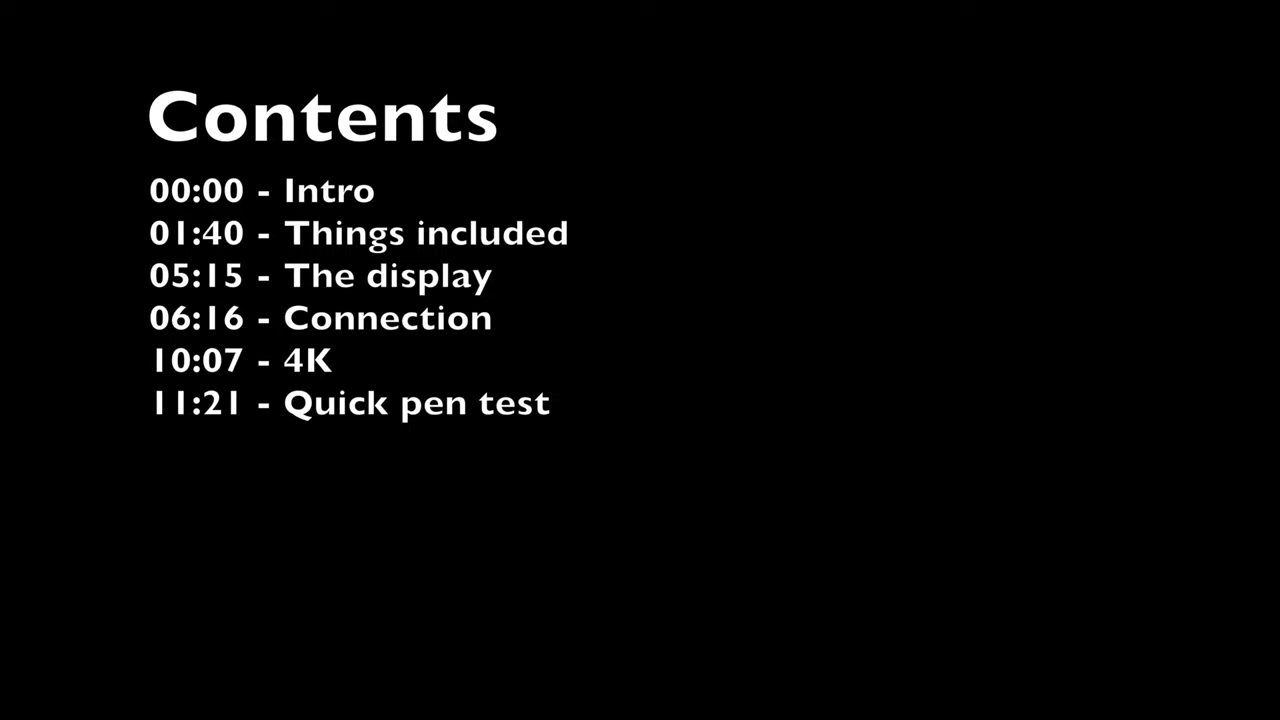 Contents
00:00 - Intro
01:40 - Things included
05:15 - The display
06:16 - Connection
10:07 - 4K
11:21 - Quick pen test